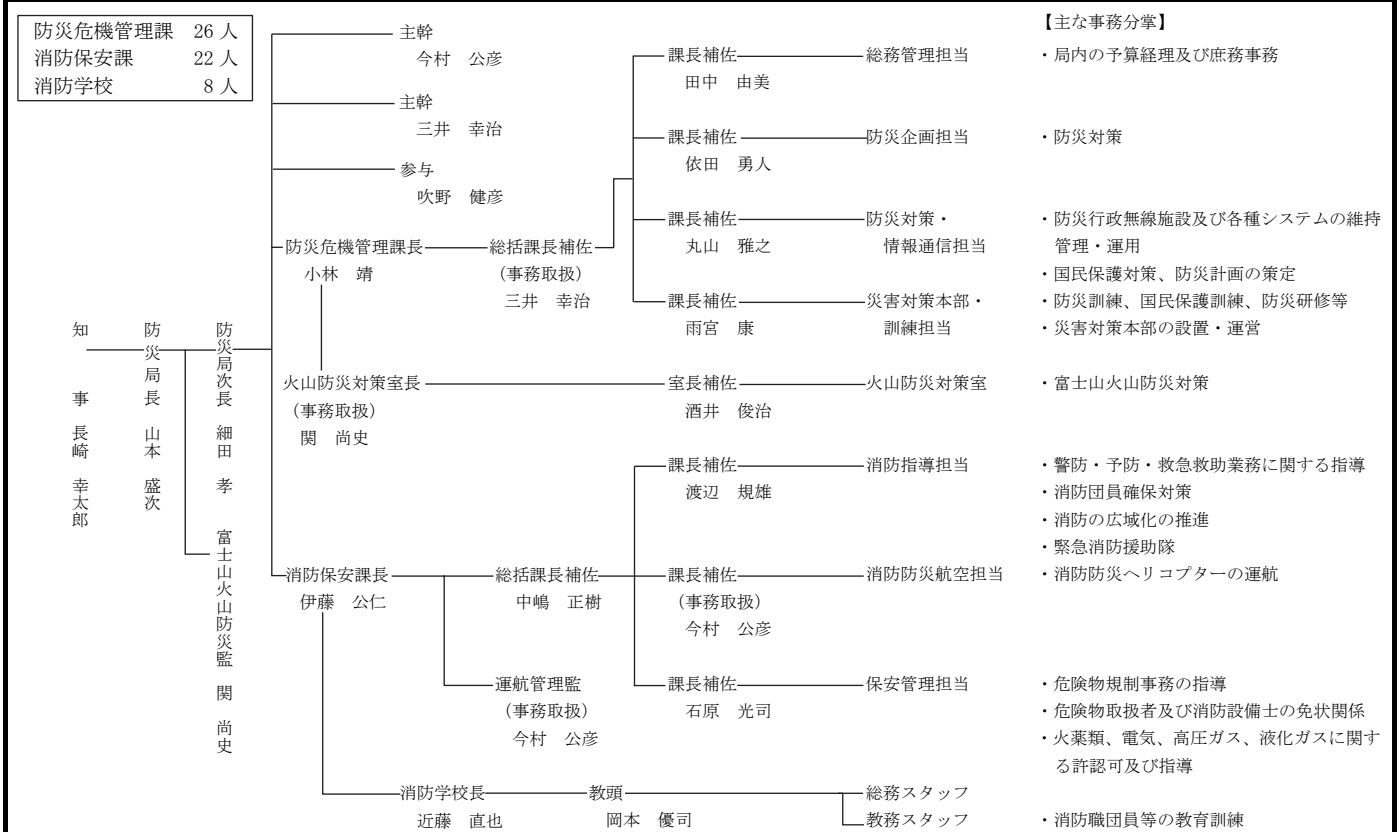 防災危機管理課　26 人
消防保安課　22 人
消防学校　8 人
知事　長崎　幸太郎
防災局長　山本　盛次
防災局次長　細田　孝
富士山火山防災監　関　尚史
主幹
今村　公彦
主幹
三井　幸治
参与
吹野　健彦
防災危機管理課長
小林　靖
総括課長補佐
（事務取扱）
三井　幸治
火山防災対策室長
（事務取扱）
関　尚史
消防保安課長
伊藤　公仁
総括課長補佐
中嶋　正樹
運航管理監
（事務取扱）
今村　公彦
消防学校長
近藤　直也
教頭
岡本　優司
【主な事務分掌】
課長補佐　総務管理担当　・局内の予算経理及び庶務事務
田中　由美
課長補佐　防災企画担当　・防災対策
依田　勇人
課長補佐　防災対策・　・防災行政無線施設及び各種システムの維持
丸山　雅之　情報通信担当　管理・運用
・国民保護対策、防災計画の策定
課長補佐　災害対策本部・　・防災訓練、国民保護訓練、防災研修等
雨宮　康　訓練担当　・災害対策本部の設置・運営
室長補佐　火山防災対策室　・富士山火山防災対策
酒井　俊治
課長補佐　消防指導担当　・警防・予防・救急救助業務に関する指導
渡辺　規雄　・消防団員確保対策
・消防の広域化の推進
・緊急消防援助隊
課長補佐　消防防災航空担当　・消防防災ヘリコプターの運航
（事務取扱）
今村　公彦
課長補佐　保安管理担当　・危険物規制事務の指導
石原　光司　・危険物取扱者及び消防設備士の免状関係
・火薬類、電気、高圧ガス、液化ガスに関す
る許認可及び指導
総務スタッフ
教務スタッフ　・消防職団員等の教育訓練